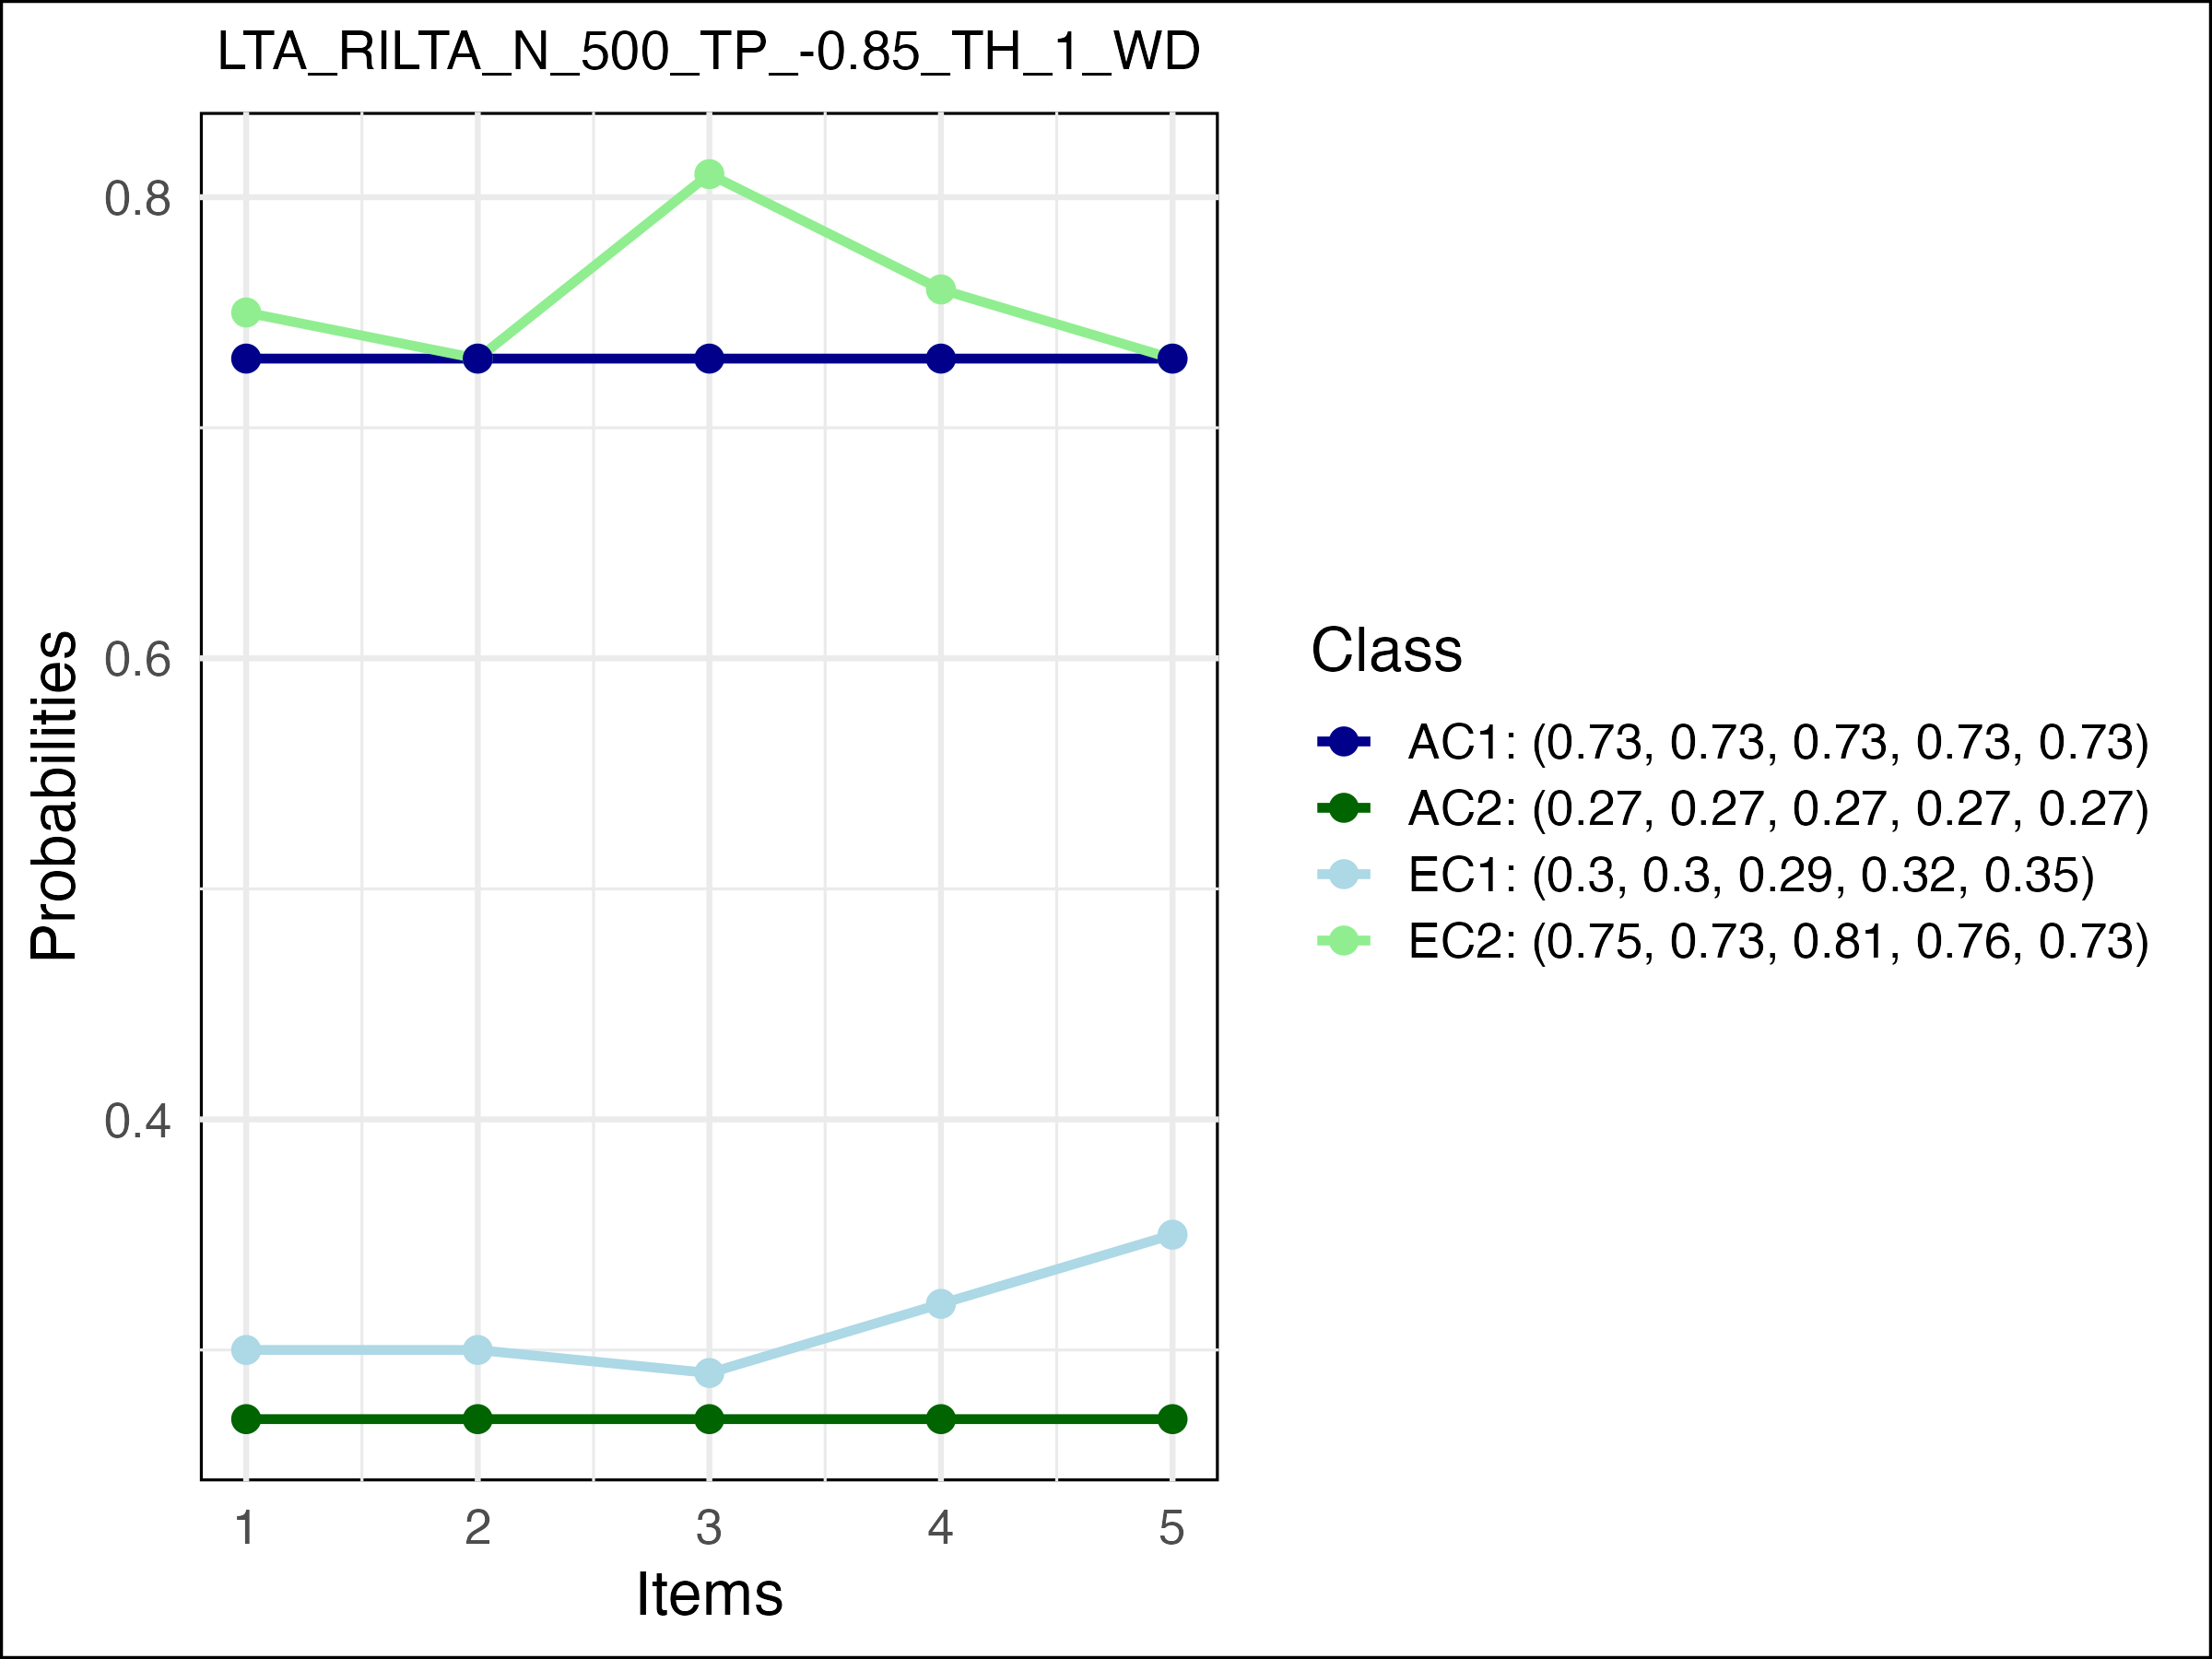 LTA_RILTA_N_500_TP_-0.85_TH_1_WD
Probabilities
0.8
0.6
0.4
1 2 3 4 5
Items
Class
AC1: (0.73, 0.73, 0.73, 0.73, 0.73)
AC2: (0.27, 0.27, 0.27, 0.27, 0.27)
EC1: (0.3, 0.3, 0.29, 0.32, 0.35)
EC2: (0.75, 0.73, 0.81, 0.76, 0.73)